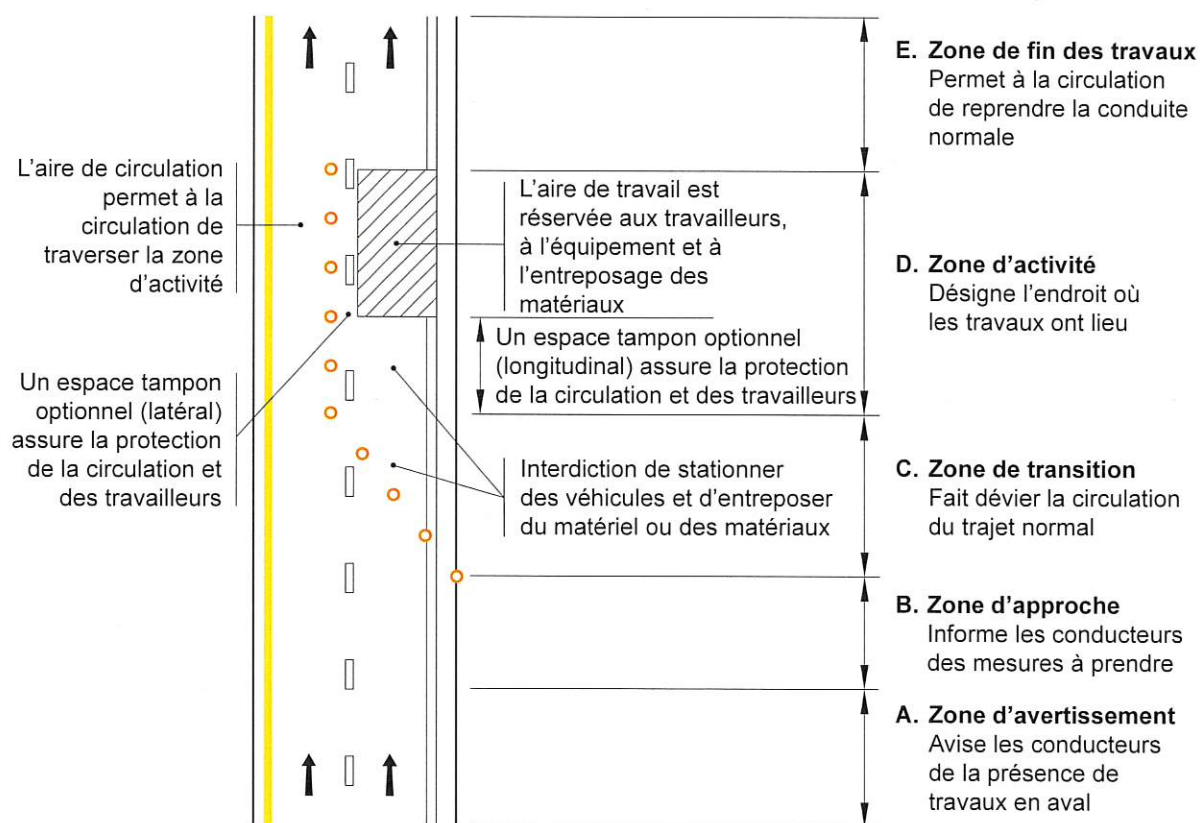 E. Zone de fin des travaux
Permet à la circulation
de reprendre la conduite
normale
L'aire de circulation
permet à la
circulation de
traverser la zone
d'activité
L'aire de travail est
réservée aux travailleurs,
à l'équipement et à
l'entreposage des
matériaux
D. Zone d'activité
Désigne l'endroit où
les travaux ont lieu
Un espace tampon optionnel
(longitudinal) assure la protection
de la circulation et des travailleurs
Un espace tampon
optionnel (latéral)
assure la protection
de la circulation et
des travailleurs
Interdiction de stationner
des véhicules et d'entreposer
du matériel ou des matériaux
C. Zone de transition
Fait dévier la circulation
du trajet normal
B. Zone d'approche
Informe les conducteurs
des mesures à prendre
A. Zone d'avertissement
Avise les conducteurs
de la présence de
travaux en aval